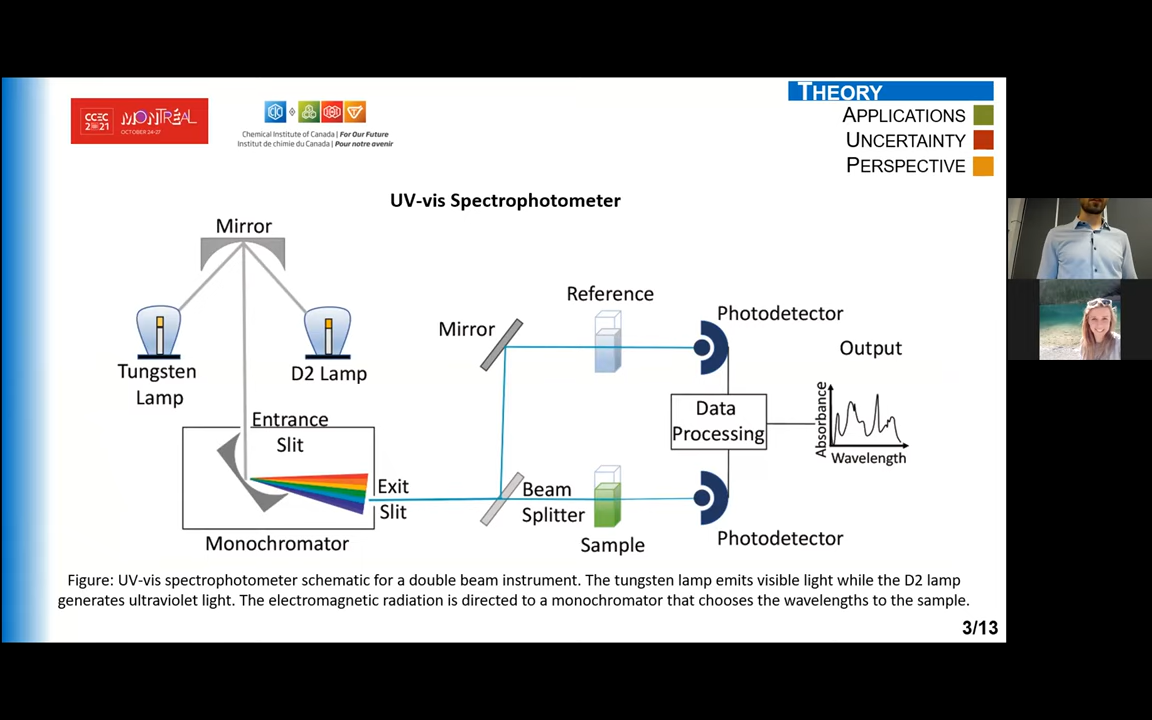 CCEC
2021
MONTRÉAL
OCTOBER 24-27
Chemical Institute of Canada | For Our Future
Institut de chimie du Canada | Pour notre avenir
THEORY
APPLICATIONS
UNCERTAINTY
PERSPECTIVE
UV-vis Spectrophotometer
Mirror
Tungsten
Lamp
D2 Lamp
Entrance
Slit
Exit
Slit
Monochromator
Mirror
Beam
Splitter
Reference
Sample
Photodetector
Data
Processing
Photodetector
Output
Absorbance
Wavelength
Figure: UV-vis spectrophotometer schematic for a double beam instrument. The tungsten lamp emits visible light while the D2 lamp
generates ultraviolet light. The electromagnetic radiation is directed to a monochromator that chooses the wavelengths to the sample.
3/13